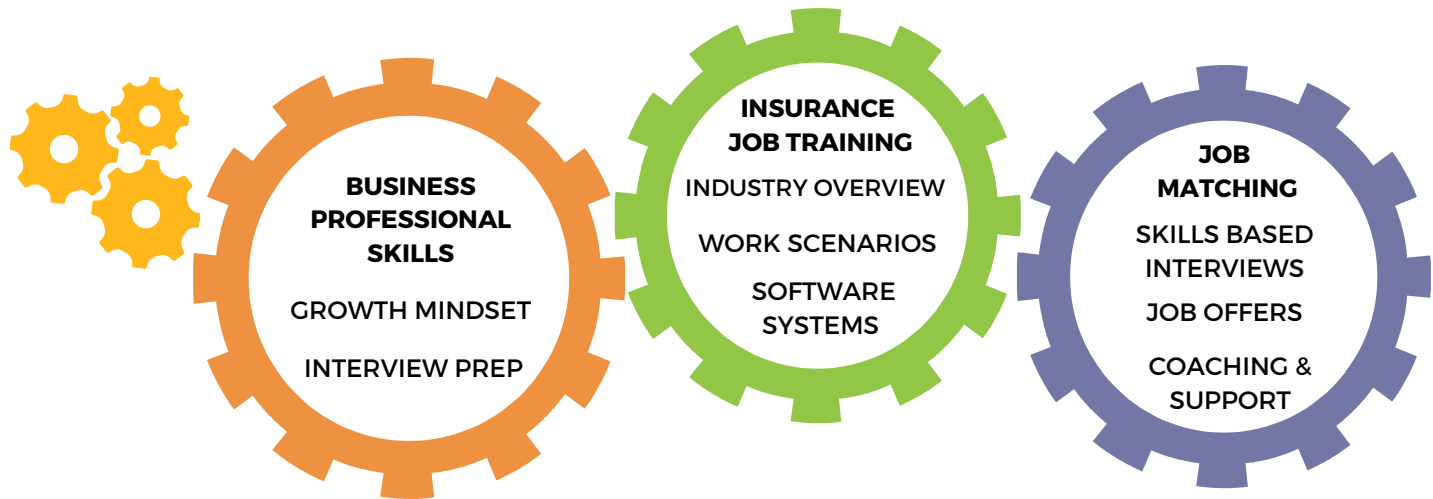 BUSINESS
PROFESSIONAL
SKILLS
GROWTH MINDSET
INTERVIEW PREP
INSURANCE
JOB TRAINING
INDUSTRY OVERVIEW
WORK SCENARIOS
SOFTWARE
SYSTEMS
JOB
MATCHING
SKILLS BASED
INTERVIEWS
JOB OFFERS
COACHING &
SUPPORT